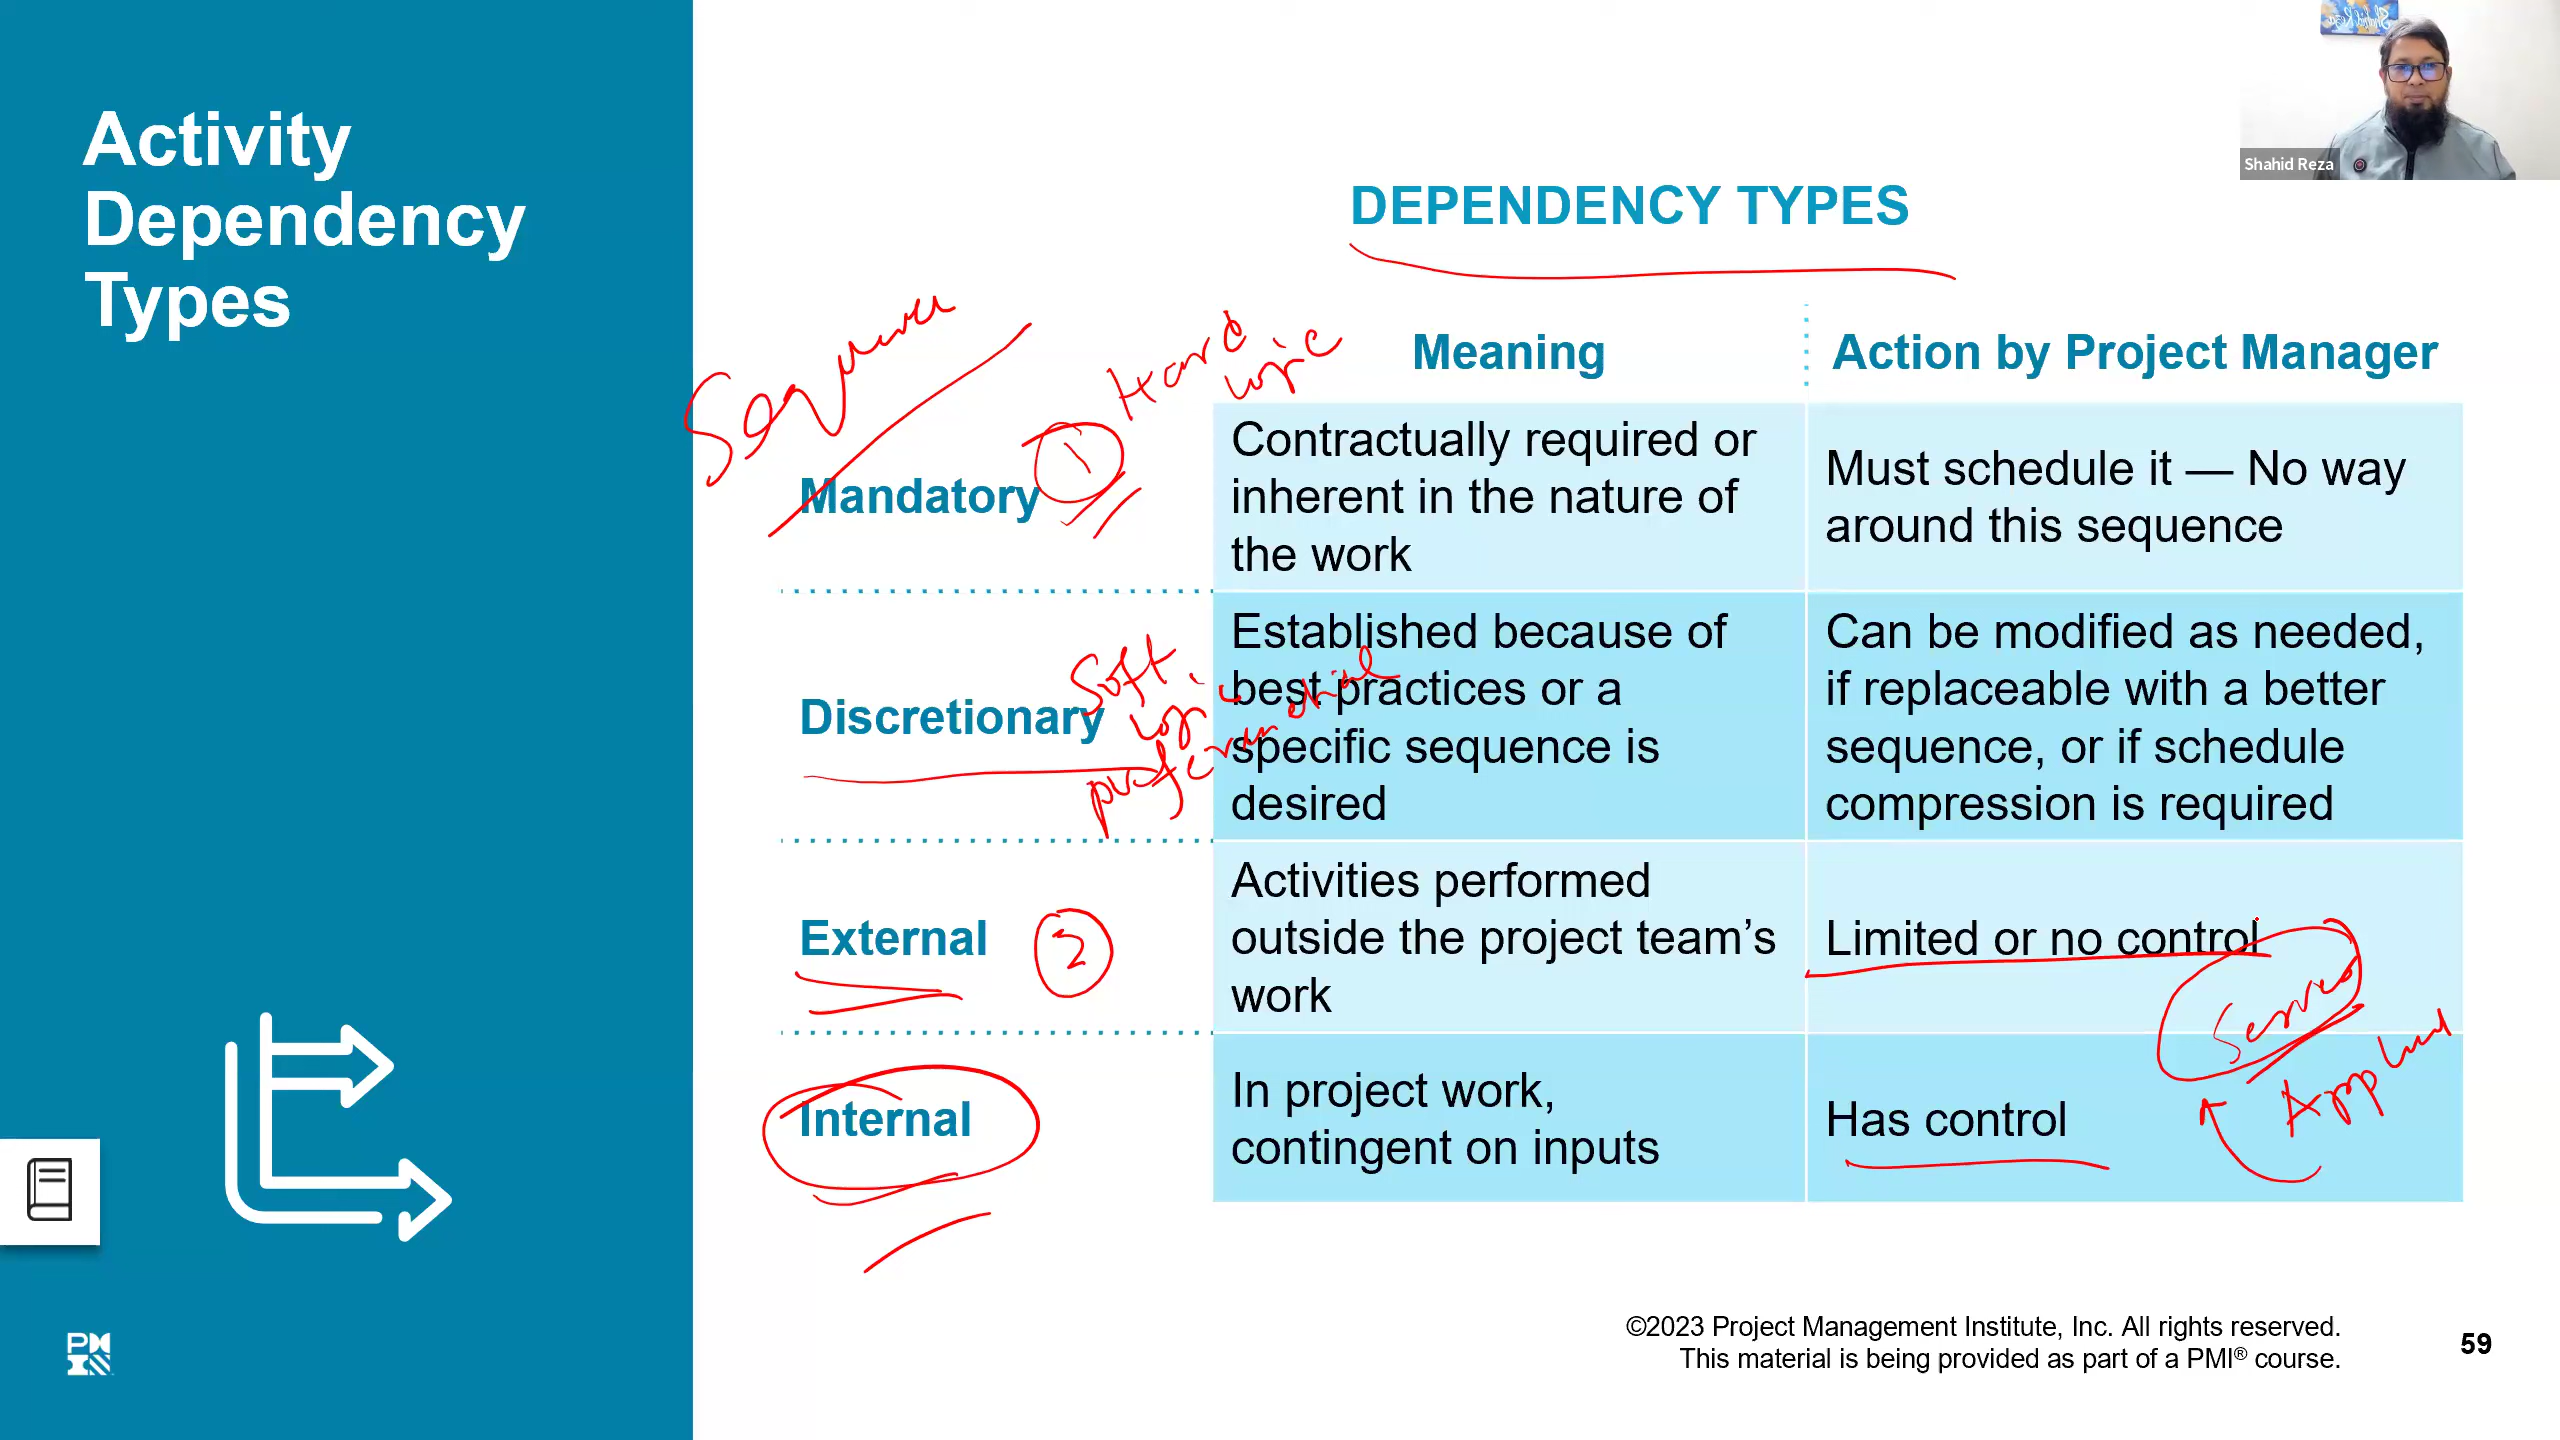 Activity
Dependency
Types
Shahid Reza
DEPENDENCY TYPES
Sequence
Hard
Logic
Meaning
Action by Project Manager
Mandatory
1
Contractually required or
inherent in the nature of
the work
Must schedule it — No way
around this sequence
Discretionary
Soft
Logic
preferential
Established because of
best practices or a
specific sequence is
desired
Can be modified as needed,
if replaceable with a better
sequence, or if schedule
compression is required
External
2
Activities performed
outside the project team’s
work
Limited or no control
Internal
In project work,
contingent on inputs
Has control
PMI
©2023 Project Management Institute, Inc. All rights reserved.
This material is being provided as part of a PMI® course.
59